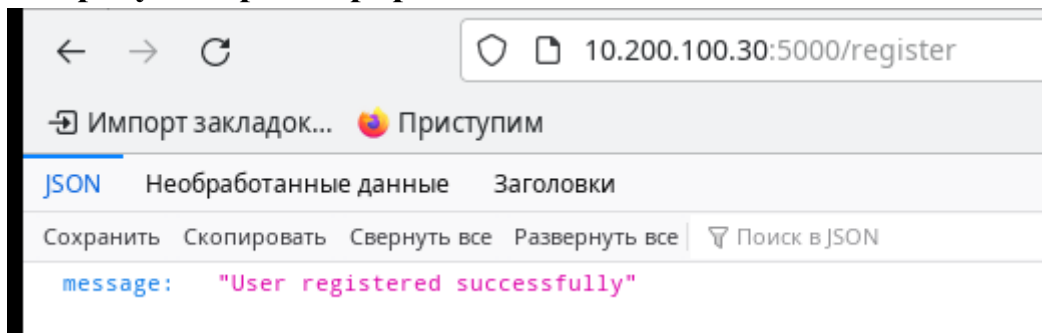 10.200.100.30:5000/register
Импорт закладок... Приступим
JSON Необработанные данные Заголовки
Сохранить Скопировать Свернуть все Развернуть все Поиск в JSON
message: "User registered successfully"